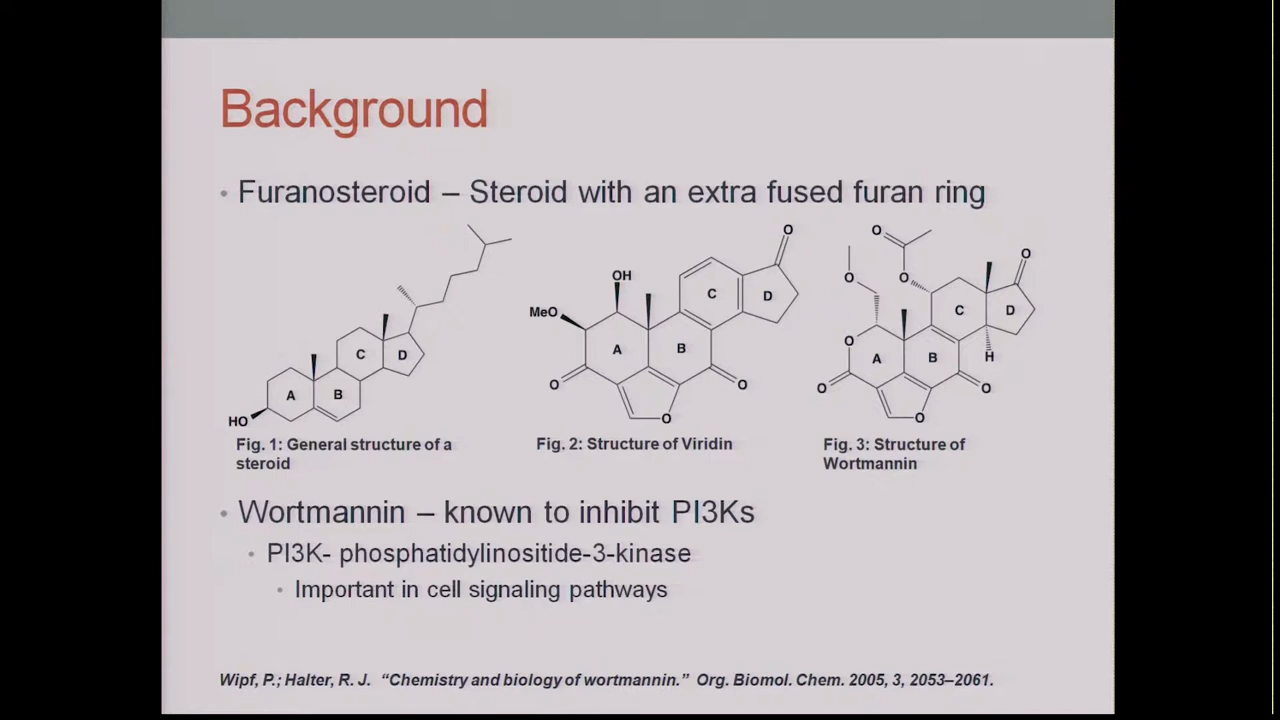 Background
• Furanosteroid – Steroid with an extra fused furan ring
HO
A
B
C
D
Fig. 1: General structure of a
steroid
MeO
OH
O
O
O
O
A
B
C
D
Fig. 2: Structure of Viridin
O
O
O
O
O
O
O
O
H
A
B
C
D
Fig. 3: Structure of
Wortmannin
• Wortmannin – known to inhibit PI3Ks
• PI3K- phosphatidylinositide-3-kinase
• Important in cell signaling pathways
Wipf, P.; Halter, R. J. “Chemistry and biology of wortmannin.” Org. Biomol. Chem. 2005, 3, 2053–2061.